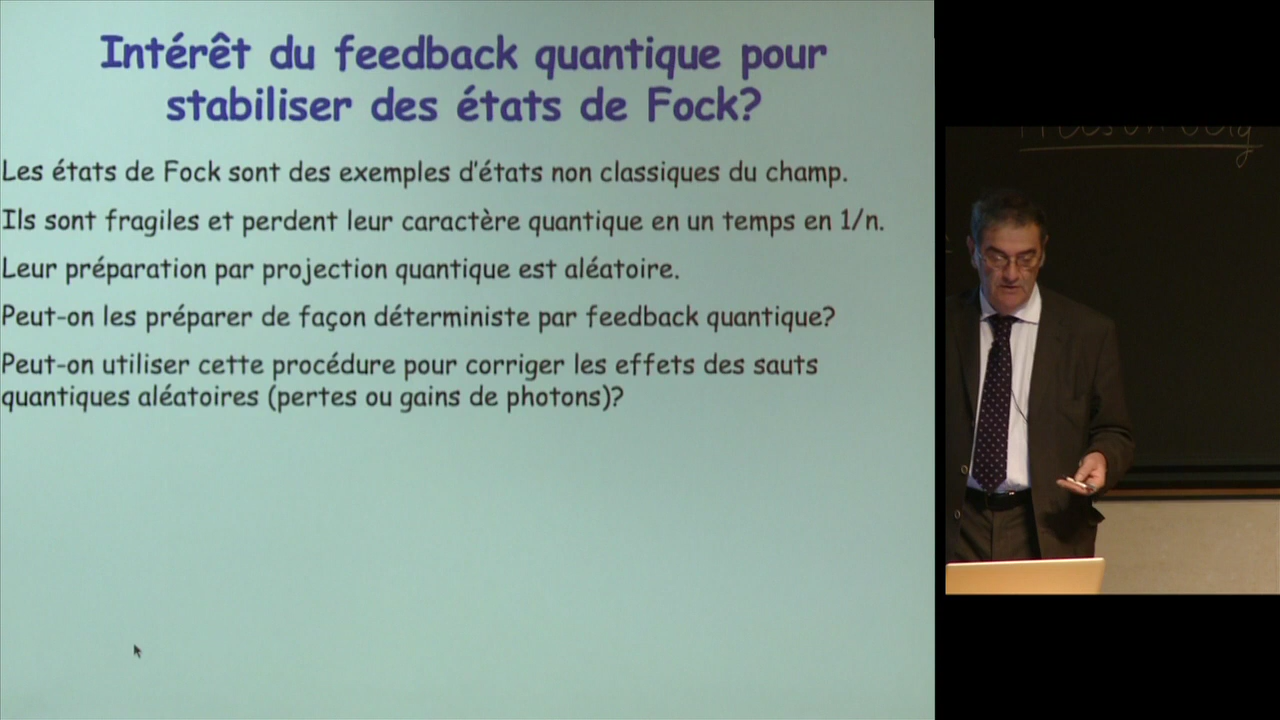 Intérêt du feedback quantique pour
stabiliser des états de Fock?
Les états de Fock sont des exemples d'états non classiques du champ.
Ils sont fragiles et perdent leur caractère quantique en un temps en 1/n.
Leur préparation par projection quantique est aléatoire.
Peut-on les préparer de façon déterministe par feedback quantique?
Peut-on utiliser cette procédure pour corriger les effets des sauts
quantiques aléatoires (pertes ou gains de photons)?